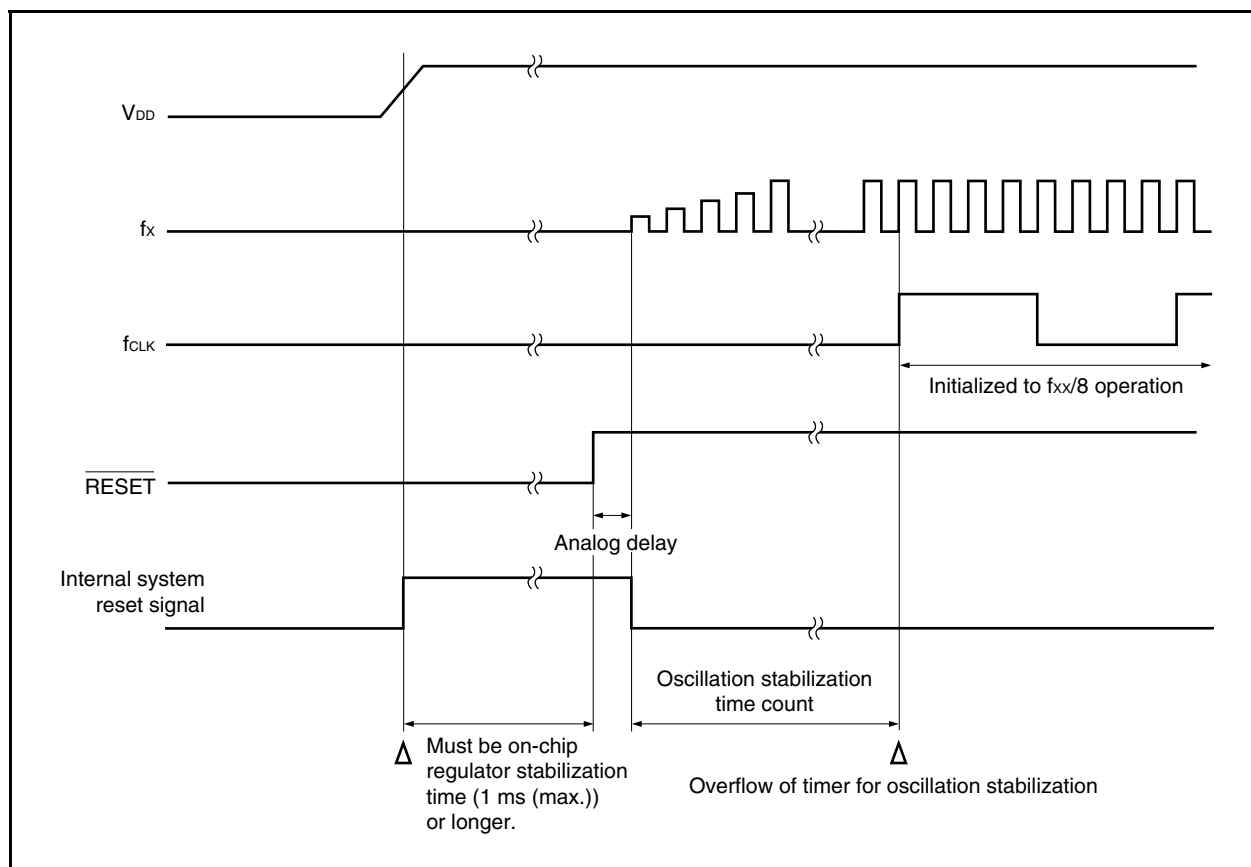 VDD
fX
fCLK
Initialized to fXX/8 operation
RESET
Analog delay
Internal system
reset signal
Oscillation stabilization
time count
Must be on-chip
regulator stabilization
time (1 ms (max.))
or longer.
Overflow of timer for oscillation stabilization